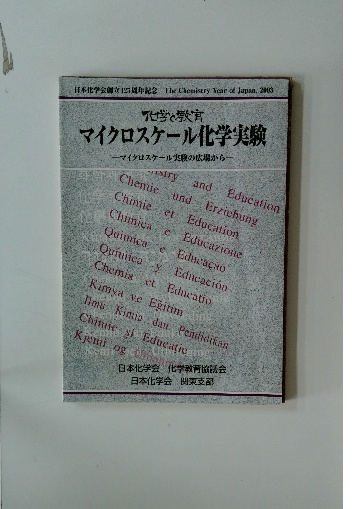 日本化学会創立125周年記念 The Chemistry Year of Japan, 2003
化学と教育
マイクロスケール化学実験
―マイクロスケール実験の広場から―
and Education
Chemie und Erziehung
Chimie et Education
Chimica e Educazione
Quimica e Educaçao
Quimica y Educación
Chemia et Educatio
Kimya ve Eğitim
Ilmu Kimia dan Pendidikan
Chimie şi Educaţie
Kjemi og
日本化学会 化学教育協議会
日本化学会 関東支部